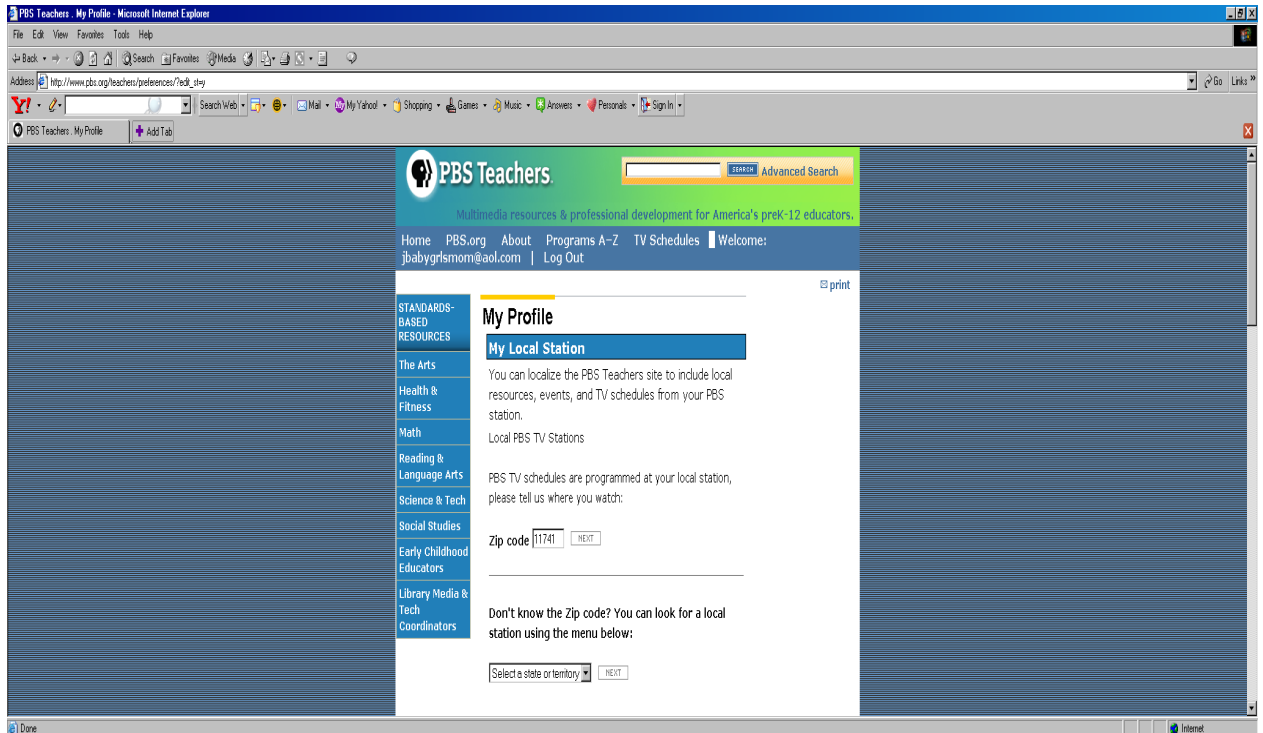 PBS Teachers . My Profile - Microsoft Internet Explorer
File Edit View Favorites Tools Help
Back Search Favorites Media
Address http://www.pbs.org/teachers/preferences/?edit_st=y Go Links »
Y! Search Web Mail My Yahoo! Shopping Games Music Answers Personals Sign In
PBS Teachers . My Profile Add Tab
PBS Teachers. SEARCH Advanced Search
Multimedia resources & professional development for America's preK-12 educators.
Home PBS.org About Programs A-Z TV Schedules Welcome:
jbabygrlsmom@aol.com | Log Out
print
STANDARDS-
BASED
RESOURCES
The Arts
Health &
Fitness
Math
Reading &
Language Arts
Science & Tech
Social Studies
Early Childhood
Educators
Library Media &
Tech
Coordinators
My Profile
My Local Station
You can localize the PBS Teachers site to include local
resources, events, and TV schedules from your PBS
station.
Local PBS TV Stations
PBS TV schedules are programmed at your local station,
please tell us where you watch:
Zip code 11741 NEXT
Don't know the Zip code? You can look for a local
station using the menu below:
Select a state or territory NEXT
Done Internet